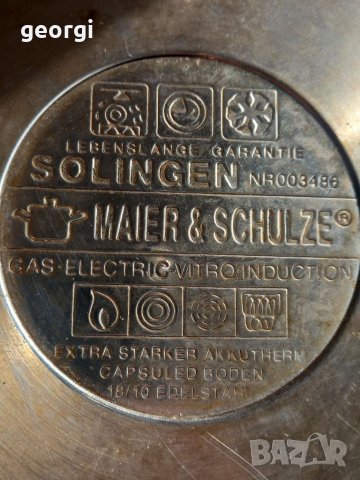 georgi
LEBENSLANGE GARANTIE
SOLINGEN NR003486
MAIER & SCHULZE®
GAS-ELECTRIC-VITRO-INDUCTION
EXTRA STARKER AKKUTHERM
CAPSULED BODEN
18/10 EDELSTAHL
BAZAR